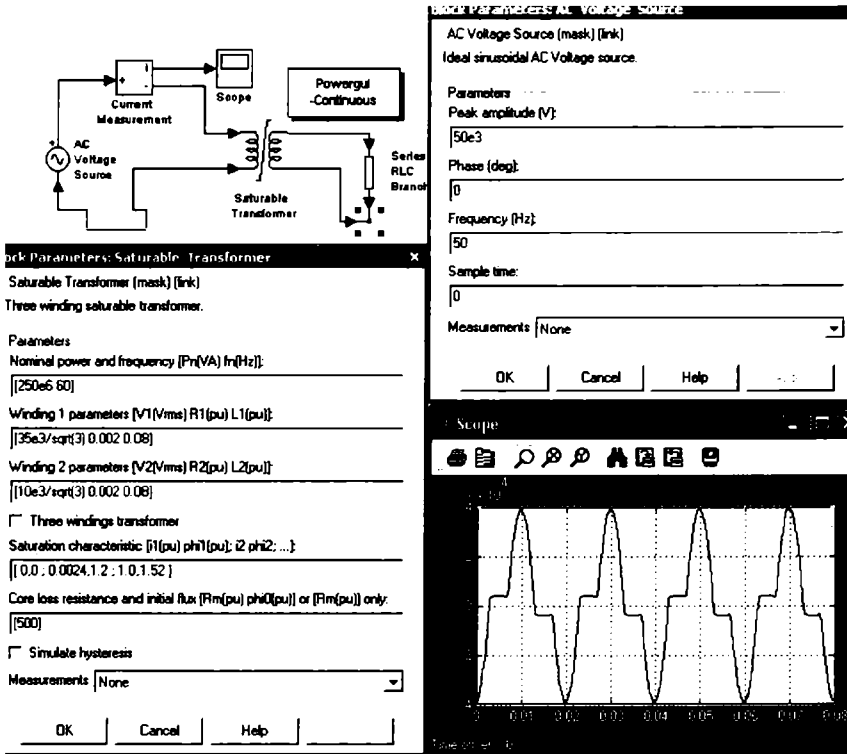 Current
Measurement
Scope
Powergui
-Continuous
AC
Voltage
Source
Saturable
Transformer
Series
RLC
Branch
Block Parameters: AC Voltage Source
AC Voltage Source (mask) (link)
Ideal sinusoidal AC Voltage source.
Parameters
Peak amplitude (V):
50e3
Phase (deg):
0
Frequency (Hz):
50
Sample time:
0
Measurements None
OK Cancel Help
ock Parameters: Saturable Transformer
Saturable Transformer (mask) (link)
Three winding saturable transformer.
Parameters
Nominal power and frequency [Pn(VA) fn(Hz)]:
[250e6 60]
Winding 1 parameters [V1(Vrms) R1(pu) L1(pu)]:
[35e3/sqrt(3) 0.002 0.08]
Winding 2 parameters [V2(Vrms) R2(pu) L2(pu)]:
[10e3/sqrt(3) 0.002 0.08]
Three windings transformer
Saturation characteristic [i1(pu) phi1(pu); i2 phi2; ...]:
[ 0,0 ; 0.0024,1.2 ; 1.0,1.52 ]
Core loss resistance and initial flux [Rm(pu) phi0(pu)] or [Rm(pu)] only:
[500]
Simulate hysteresis
Measurements None
OK Cancel Help
Scope
0 0.01 0.02 0.03 0.04 0.05 0.06 0.07 0.08